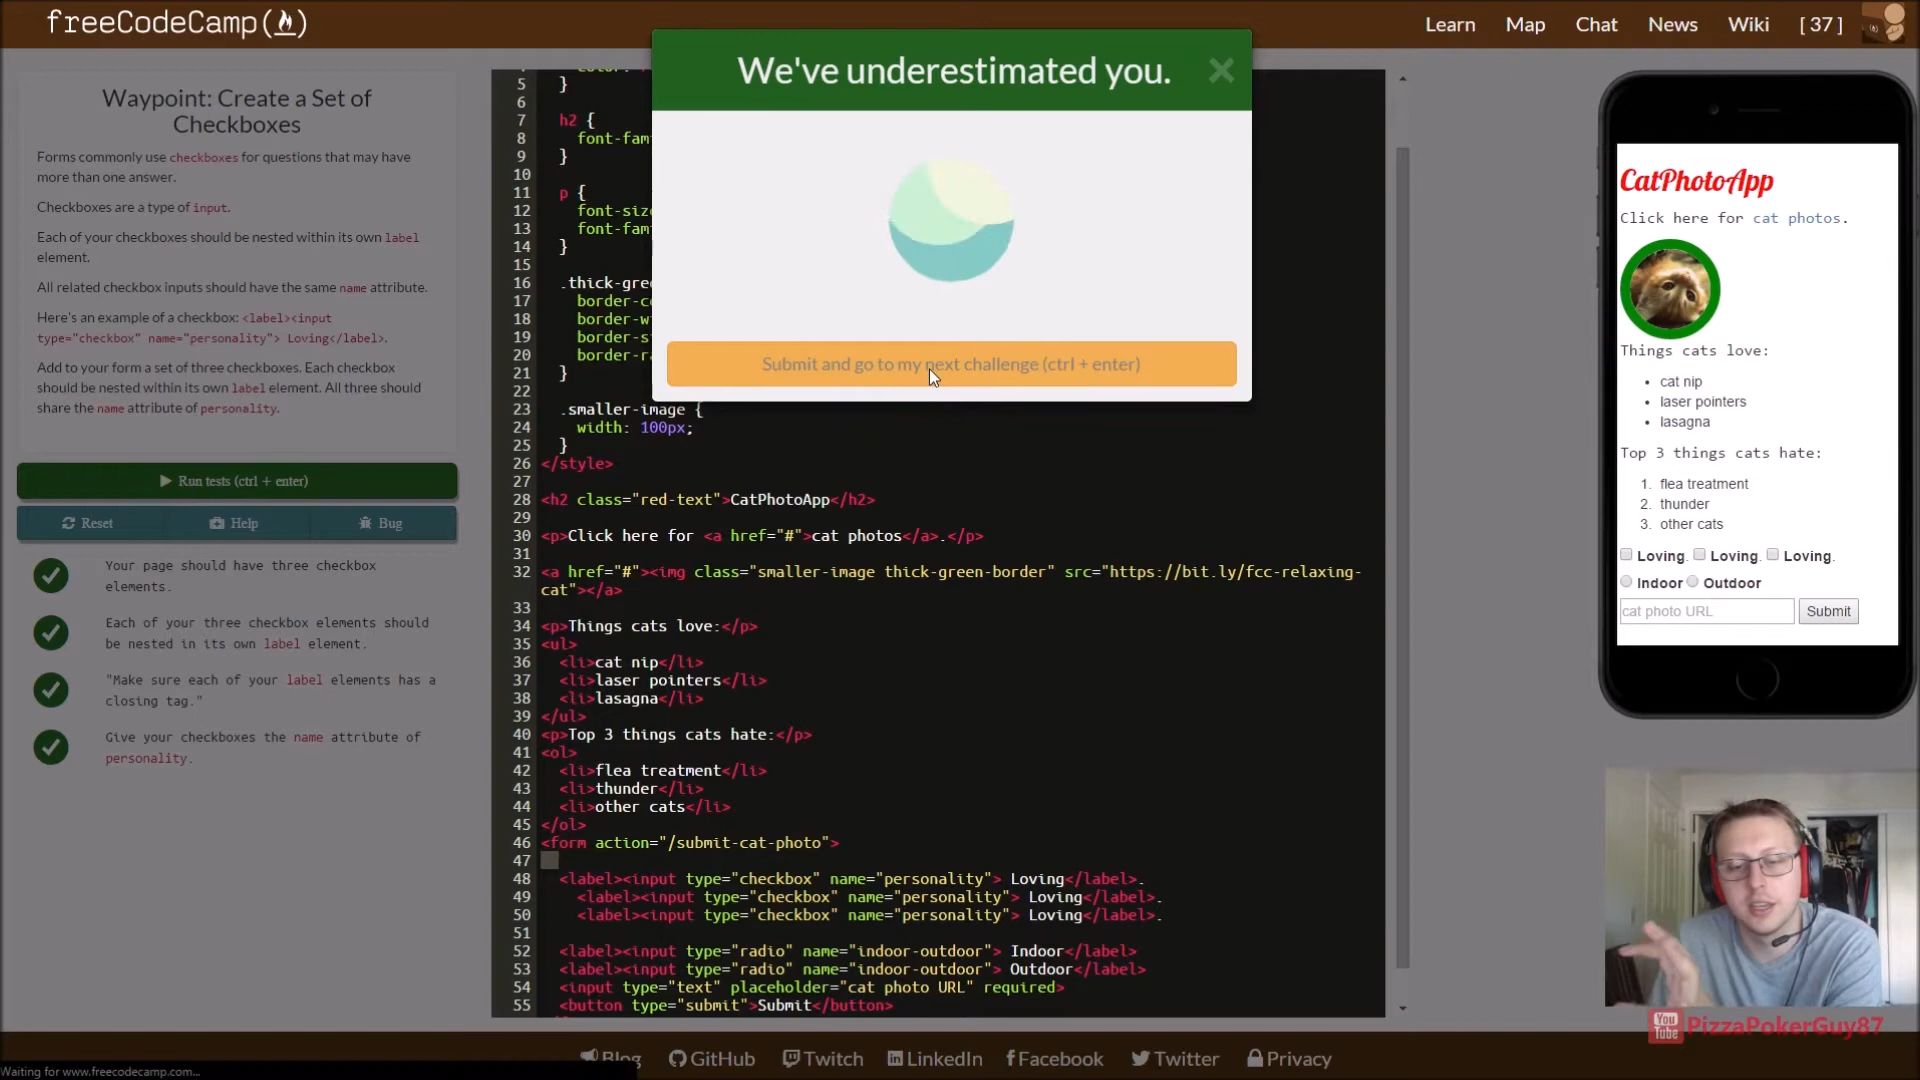 freeCodeCamp
Learn
Map
Chat
News
Wiki
[ 37 ]
Waypoint: Create a Set of
Checkboxes
Forms commonly use checkboxes for questions that may have
more than one answer.
Checkboxes are a type of input.
Each of your checkboxes should be nested within its own label
element.
All related checkbox inputs should have the same name attribute.
Here's an example of a checkbox: <label><input
type="checkbox" name="personality"> Loving</label>.
Add to your form a set of three checkboxes. Each checkbox
should be nested within its own label element. All three should
share the name attribute of personality.
Run tests (ctrl + enter)
Reset
Help
Bug
Your page should have three checkbox
elements.
Each of your three checkbox elements should
be nested in its own label element.
"Make sure each of your label elements has a
closing tag."
Give your checkboxes the name attribute of
personality.
We've underestimated you.
×
Submit and go to my next challenge (ctrl + enter)
5 }
6
7 h2 {
8 font-fam
9 }
10
11 p {
12 font-size
13 font-fam
14 }
15
16 .thick-gre
17 border-c
18 border-w
19 border-s
20 border-ra
21 }
22
23 .smaller-image {
24 width: 100px;
25 }
26 </style>
27
28 <h2 class="red-text">CatPhotoApp</h2>
29
30 <p>Click here for <a href="#">cat photos</a>.</p>
31
32 <a href="#"><img class="smaller-image thick-green-border" src="https://bit.ly/fcc-relaxing-
cat"></a>
33
34 <p>Things cats love:</p>
35 <ul>
36 <li>cat nip</li>
37 <li>laser pointers</li>
38 <li>lasagna</li>
39 </ul>
40 <p>Top 3 things cats hate:</p>
41 <ol>
42 <li>flea treatment</li>
43 <li>thunder</li>
44 <li>other cats</li>
45 </ol>
46 <form action="/submit-cat-photo">
47
48 <label><input type="checkbox" name="personality"> Loving</label>.
49 <label><input type="checkbox" name="personality"> Loving</label>.
50 <label><input type="checkbox" name="personality"> Loving</label>.
51
52 <label><input type="radio" name="indoor-outdoor"> Indoor</label>
53 <label><input type="radio" name="indoor-outdoor"> Outdoor</label>
54 <input type="text" placeholder="cat photo URL" required>
55 <button type="submit">Submit</button>
CatPhotoApp
Click here for cat photos.
Things cats love:
cat nip
laser pointers
lasagna
Top 3 things cats hate:
1. flea treatment
2. thunder
3. other cats
Loving. Loving. Loving.
Indoor Outdoor
cat photo URL Submit
You Tube PizzaPokerGuy87
Blog
GitHub
Twitch
LinkedIn
Facebook
Twitter
Privacy
Waiting for www.freecodecamp.com...